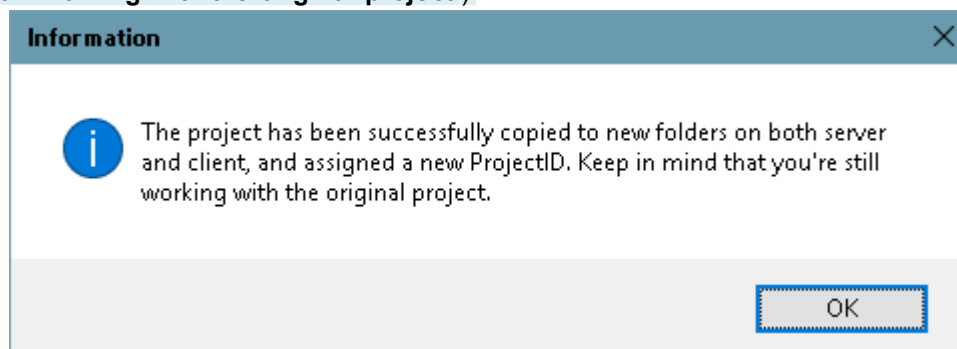 Information
The project has been successfully copied to new folders on both server
and client, and assigned a new ProjectID. Keep in mind that you're still
working with the original project.
OK